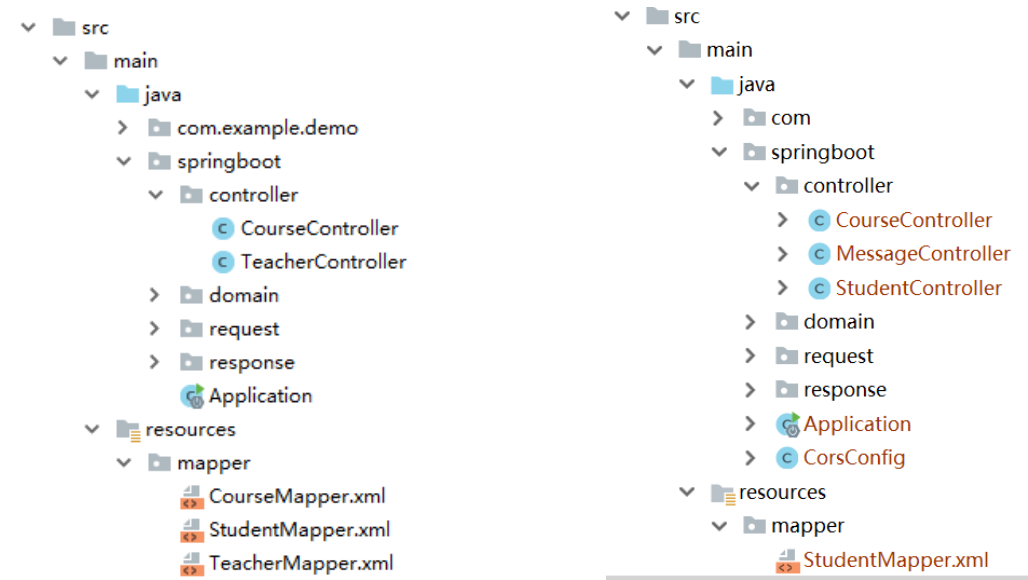 src
main
java
com.example.demo
springboot
controller
CourseController
TeacherController
domain
request
response
Application
resources
mapper
CourseMapper.xml
StudentMapper.xml
TeacherMapper.xml
src
main
java
com
springboot
controller
CourseController
MessageController
StudentController
domain
request
response
Application
CorsConfig
resources
mapper
StudentMapper.xml